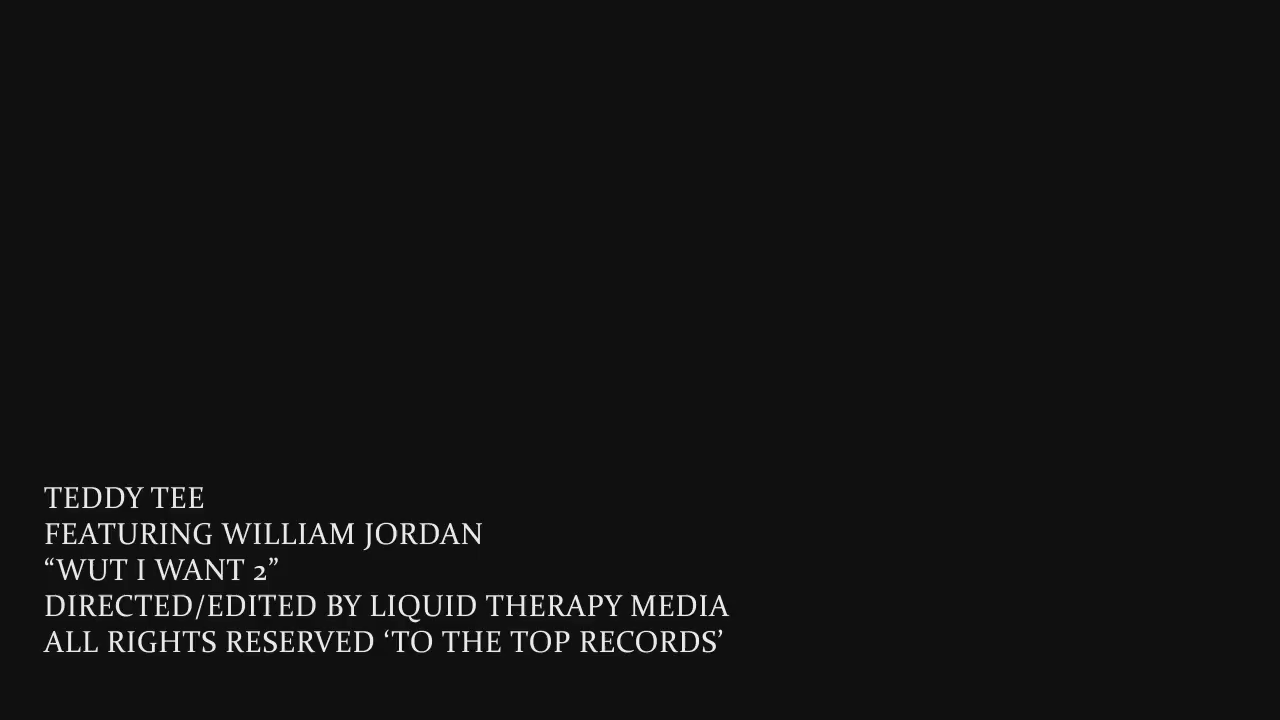 TEDDY TEE
FEATURING WILLIAM JORDAN
“WUT I WANT 2”
DIRECTED/EDITED BY LIQUID THERAPY MEDIA
ALL RIGHTS RESERVED ‘TO THE TOP RECORDS’